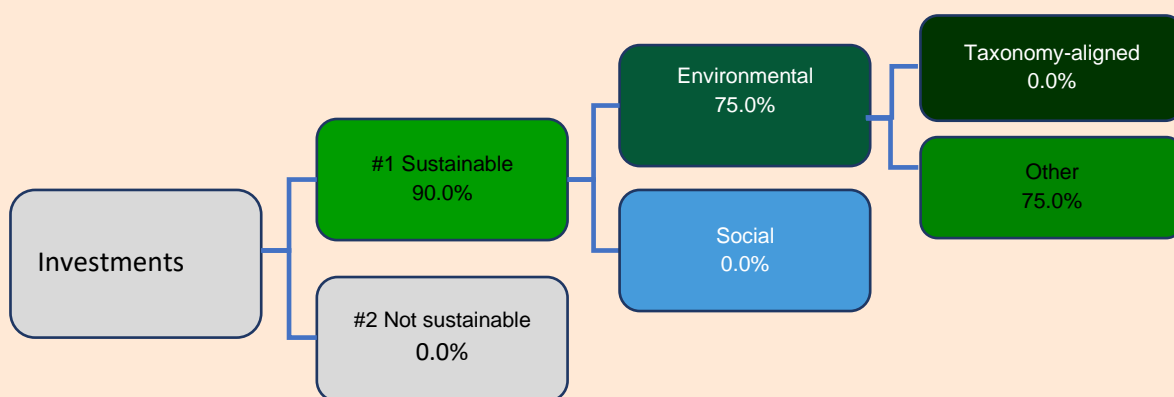 Investments
#1 Sustainable
90.0%
#2 Not sustainable
0.0%
Environmental
75.0%
Social
0.0%
Taxonomy-aligned
0.0%
Other
75.0%